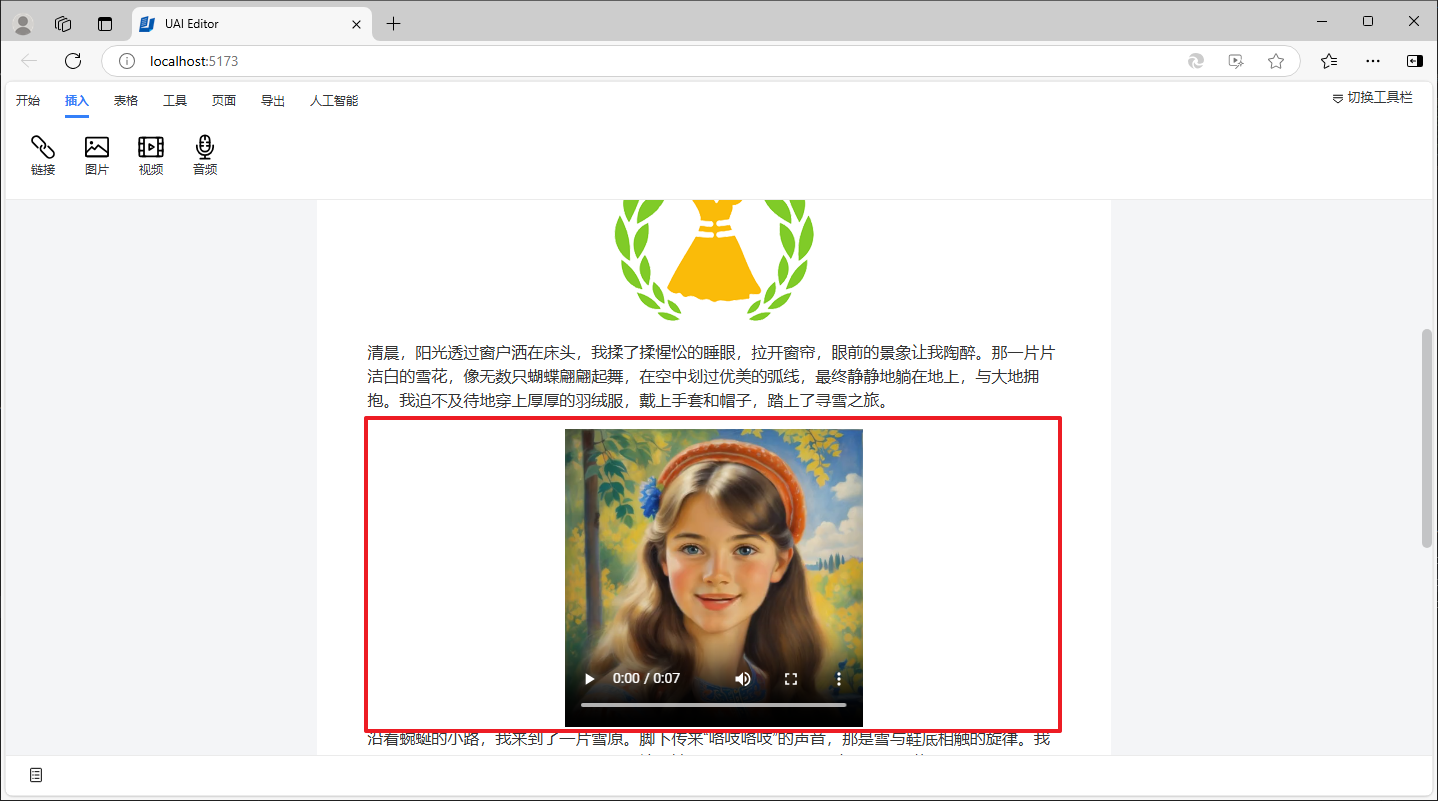 UAI Editor
localhost:5173
开始 插入 表格 工具 页面 导出 人工智能 切换工具栏
链接 图片 视频 音频
清晨，阳光透过窗户洒在床头，我揉了揉惺忪的睡眼，拉开窗帘，眼前的景象让我陶醉。那一片片
洁白的雪花，像无数只蝴蝶翩翩起舞，在空中划过优美的弧线，最终静静地躺在地上，与大地拥
抱。我迫不及待地穿上厚厚的羽绒服，戴上手套和帽子，踏上了寻雪之旅。
0:00 / 0:07
沿着蜿蜒的小路，我来到了一片雪原。脚下传来“咯吱咯吱”的声音，那是雪与鞋底相触的旋律。我